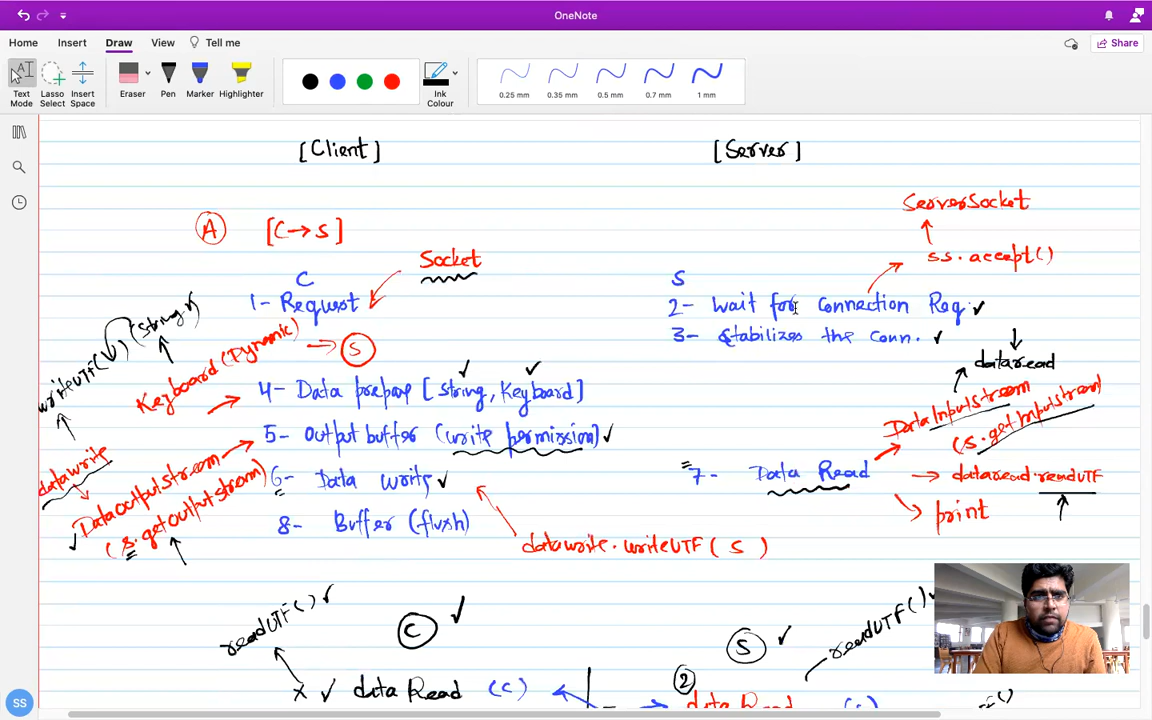 OneNote
Home Insert Draw View Tell me
Share
Text Mode
Lasso Select
Insert Space
Eraser
Pen
Marker
Highlighter
Ink Colour
0.25 mm 0.35 mm 0.5 mm 0.7 mm 1 mm
[Client]
[Server]
A [C→S]
Socket
ServerSocket
ss.accept()
C
S
1- Request
2- Wait for Connection Req.
3- Stabilizes the Conn.
writeUTF( ) (String)
Keyboard (Dynamic) → S
dataread
4- Data prepare [String, Keyboard]
DataInputStream
(s.getInputStream)
5- Output buffer (write permission)
datawrite
DataOutputStream
(s.getOutputStream)
6- Data write
7- Data Read
→ dataread.readUTF
print
8- Buffer (flush)
datawrite.writeUTF( S )
readUTF()
C
S
readUTF()
X dataRead (C)
2
dataRead
SS